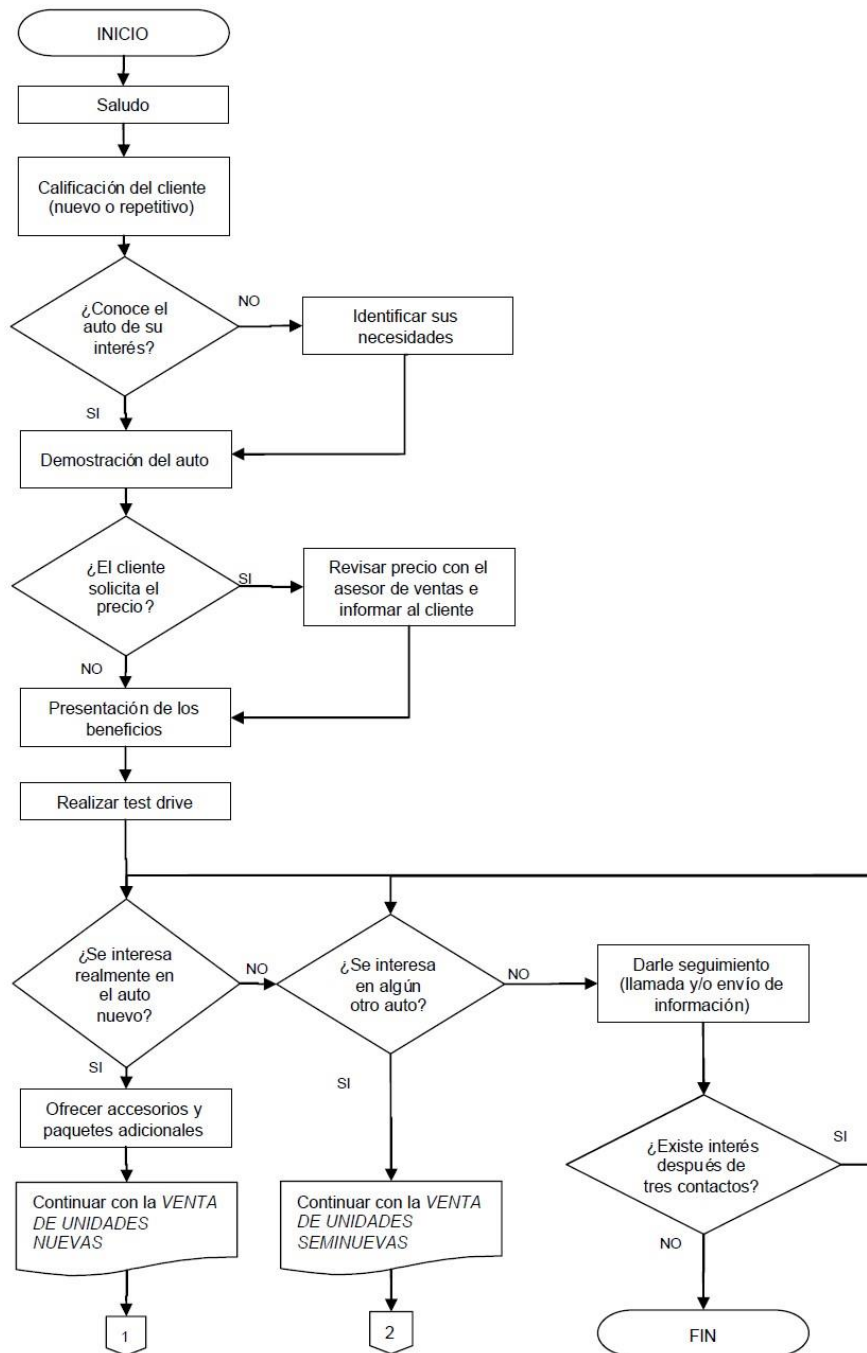 INICIO
Saludo
Calificación del cliente
(nuevo o repetitivo)
¿Conoce el
auto de su
interés?
NO
Identificar sus
necesidades
SI
Demostración del auto
¿El cliente
solicita el
precio?
SI
Revisar precio con el
asesor de ventas e
informar al cliente
NO
Presentación de los
beneficios
Realizar test drive
¿Se interesa
realmente en
el auto
nuevo?
NO
¿Se interesa
en algún
otro auto?
NO
Darle seguimiento
(llamada y/o envío de
información)
SI
Ofrecer accesorios y
paquetes adicionales
SI
¿Existe interés
después de
tres contactos?
SI
Continuar con la VENTA
DE UNIDADES
NUEVAS
Continuar con la VENTA
DE UNIDADES
SEMINUEVAS
NO
1
2
FIN